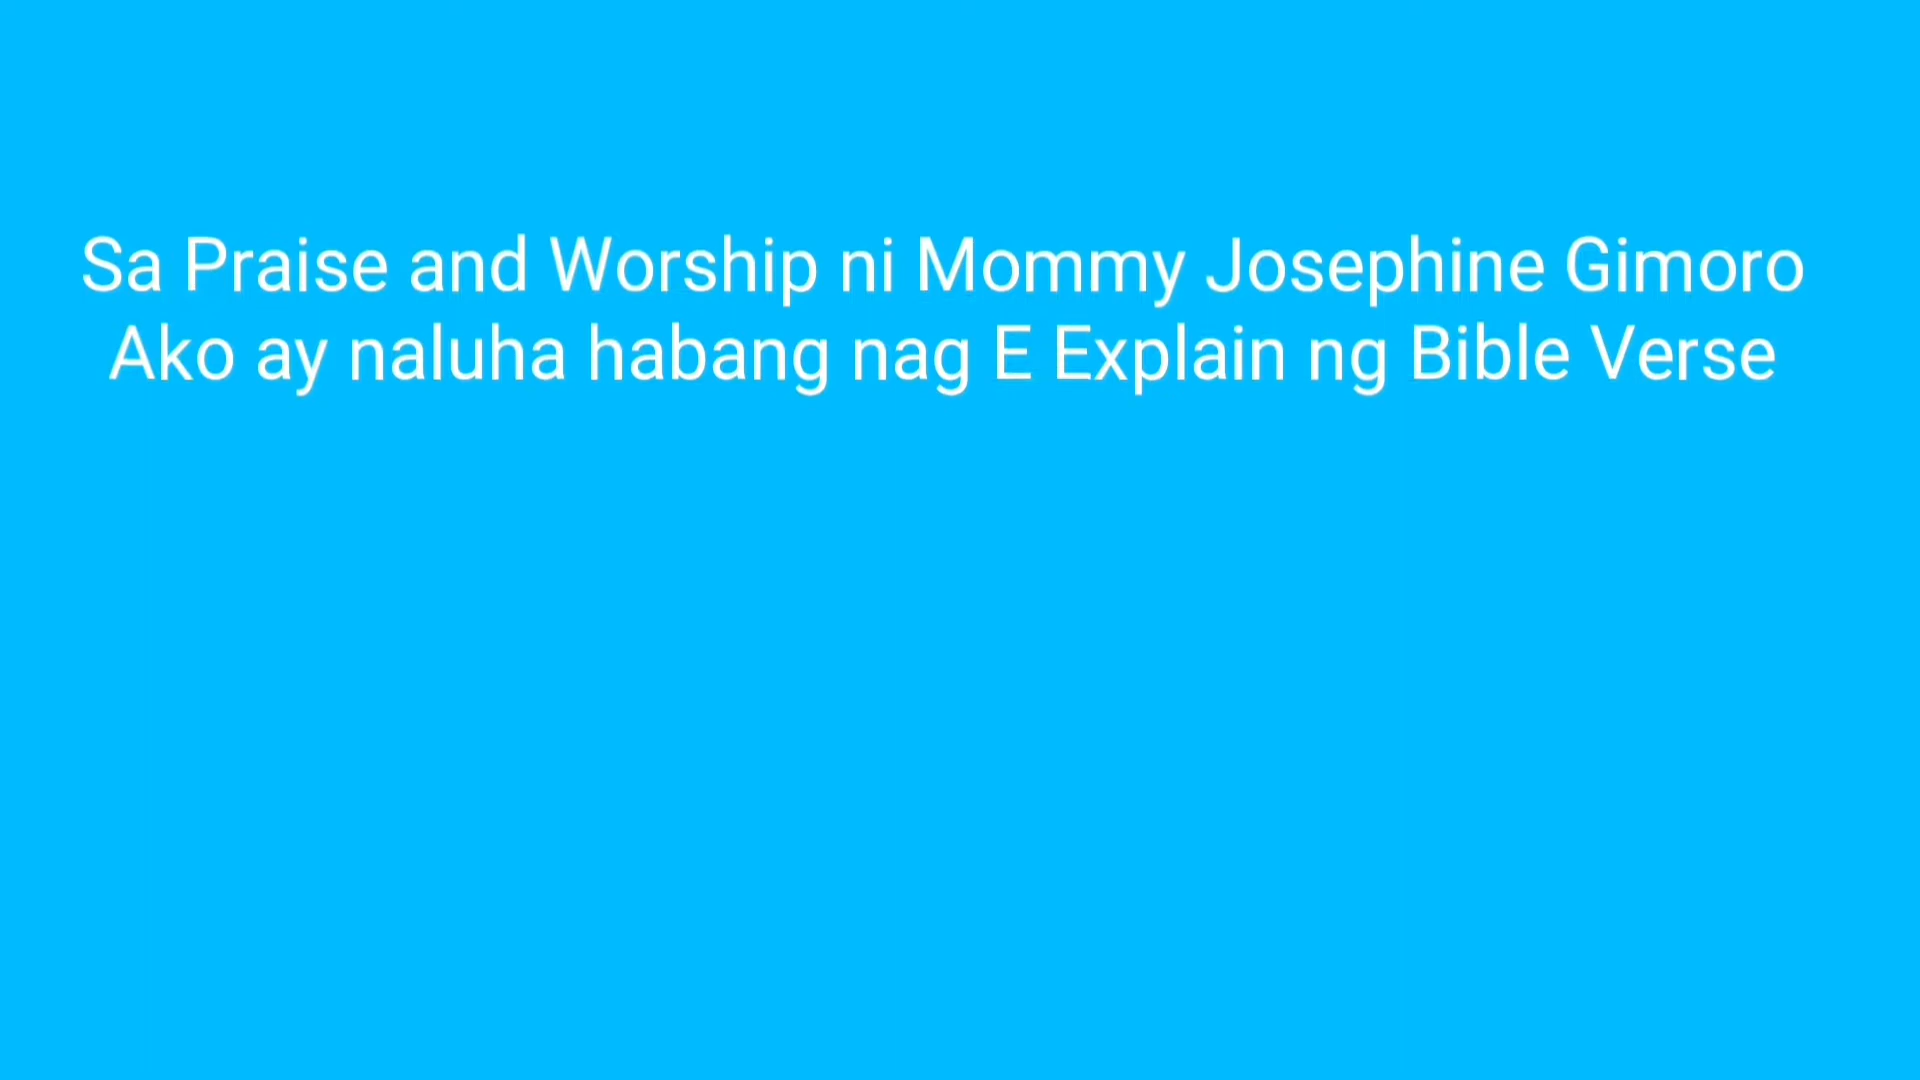 Sa Praise and Worship ni Mommy Josephine Gimoro
Ako ay naluha habang nag E Explain ng Bible Verse